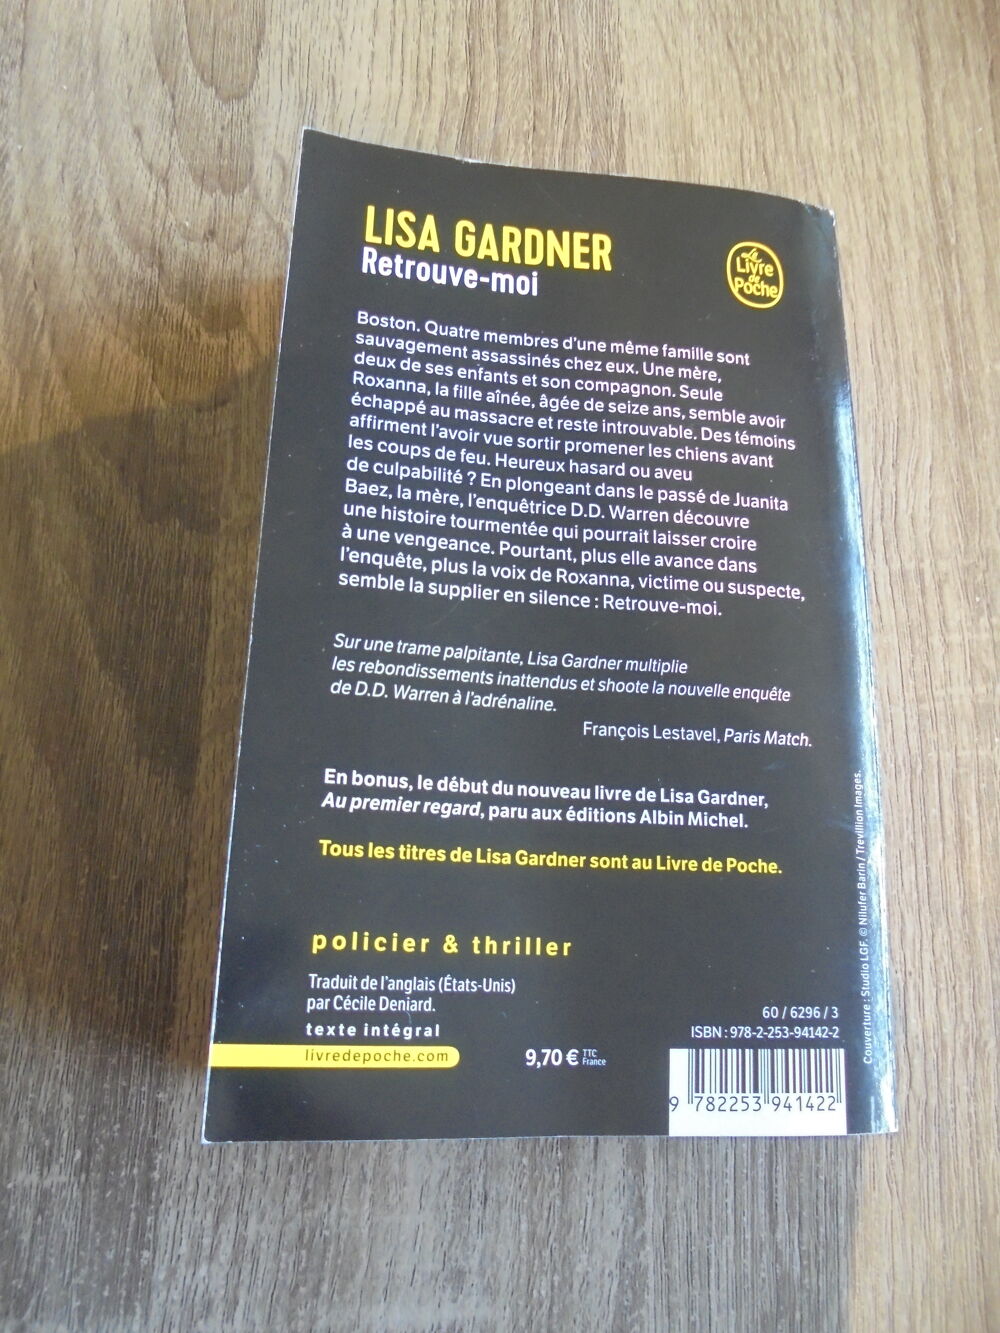 LISA GARDNER
Retrouve-moi
Le
Livre
de
Poche
Boston. Quatre membres d'une même famille sont
sauvagement assassinés chez eux. Une mère,
deux de ses enfants et son compagnon. Seule
Roxanna, la fille aînée, âgée de seize ans, semble avoir
échappé au massacre et reste introuvable. Des témoins
affirment l'avoir vue sortir promener les chiens avant
les coups de feu. Heureux hasard ou aveu
de culpabilité ? En plongeant dans le passé de Juanita
Baez, la mère, l'enquêtrice D.D. Warren découvre
une histoire tourmentée qui pourrait laisser croire
à une vengeance. Pourtant, plus elle avance dans
l'enquête, plus la voix de Roxanna, victime ou suspecte,
semble la supplier en silence : Retrouve-moi.
Sur une trame palpitante, Lisa Gardner multiplie
les rebondissements inattendus et shoote la nouvelle enquête
de D.D. Warren à l'adrénaline.
François Lestavel, Paris Match.
En bonus, le début du nouveau livre de Lisa Gardner,
Au premier regard, paru aux éditions Albin Michel.
Tous les titres de Lisa Gardner sont au Livre de Poche.
policier & thriller
Traduit de l'anglais (États-Unis)
par Cécile Deniard.
texte intégral
livredepoche.com
9,70 € TTC
France
60 / 6296 / 3
ISBN : 978-2-253-94142-2
9 782253 941422
Couverture : Studio LGF. © Nilufer Barin / Trevillion Images.